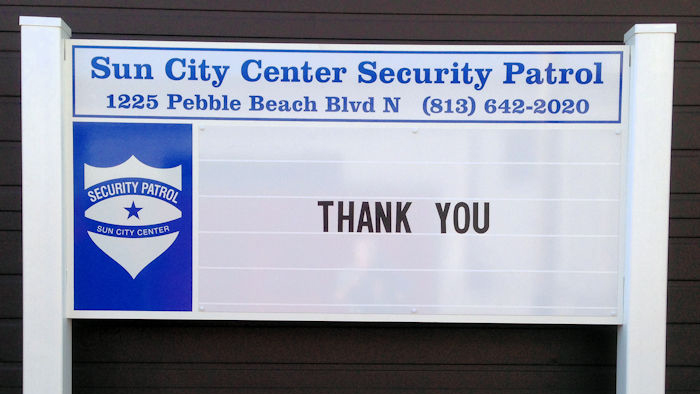 Sun City Center Security Patrol
1225 Pebble Beach Blvd N (813) 642-2020
SECURITY PATROL
SUN CITY CENTER
THANK YOU